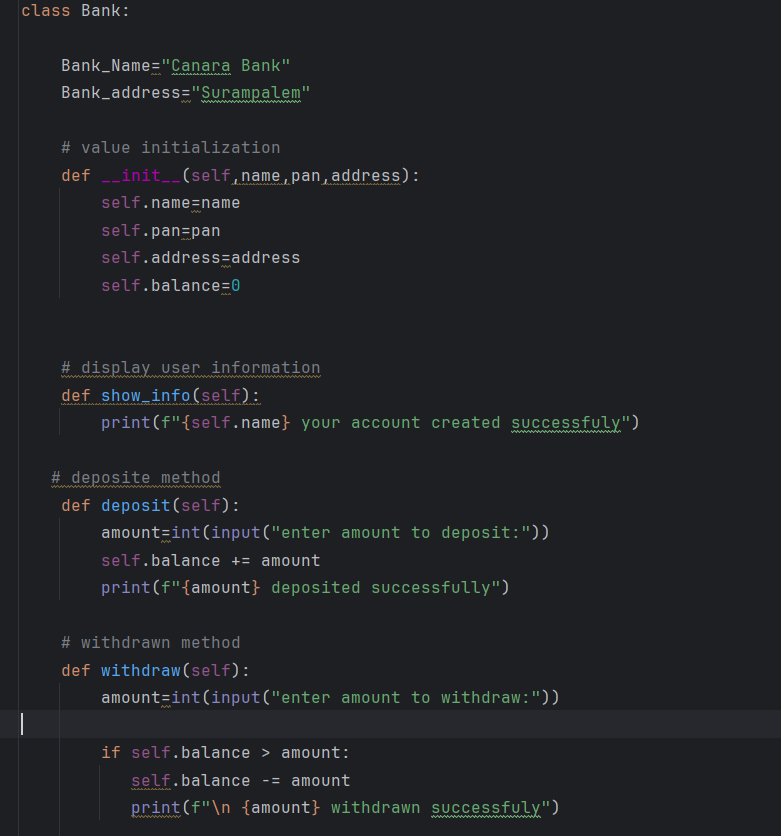 class Bank:
    Bank_Name="Canara Bank"
    Bank_address="Surampalem"
    # value initialization
    def __init__(self,name,pan,address):
        self.name=name
        self.pan=pan
        self.address=address
        self.balance=0
    # display user information
    def show_info(self):
        print(f"{self.name} your account created successfuly")
   # deposite method
    def deposit(self):
        amount=int(input("enter amount to deposit:"))
        self.balance += amount
        print(f"{amount} deposited successfully")
    # withdrawn method
    def withdraw(self):
        amount=int(input("enter amount to withdraw:"))
        if self.balance > amount:
           self.balance -= amount
           print(f"\n {amount} withdrawn successfuly")